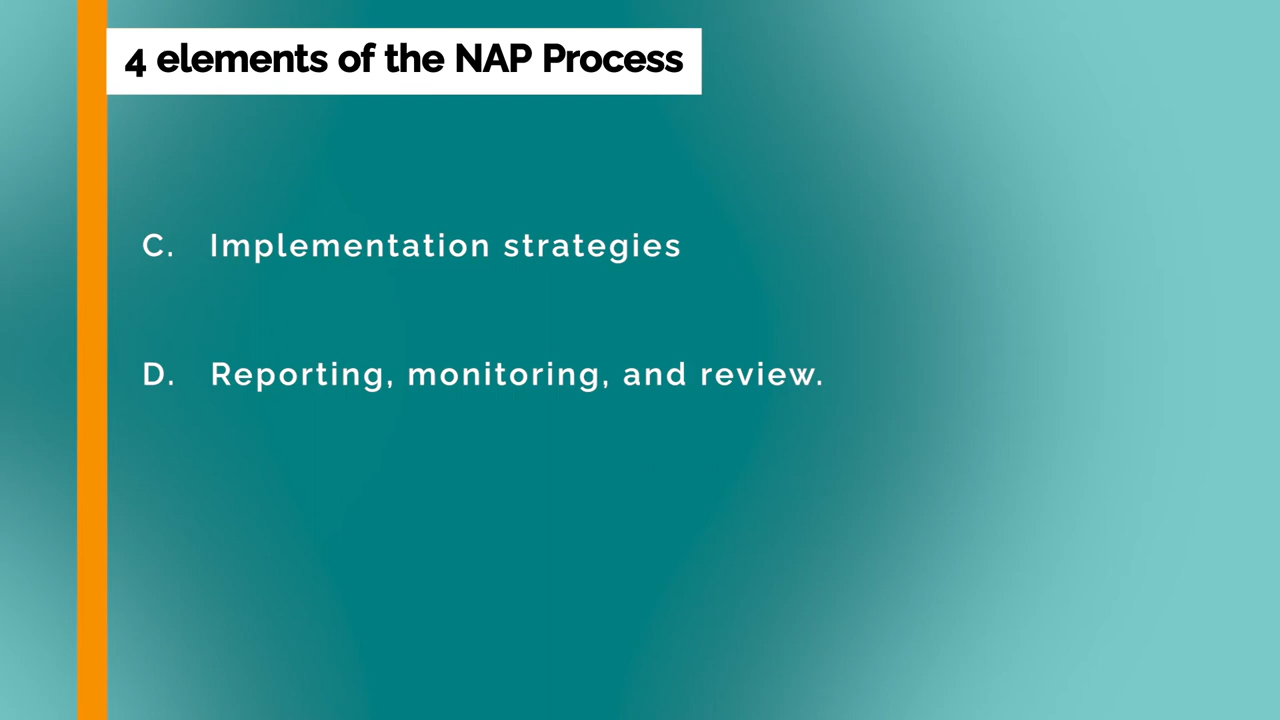 4 elements of the NAP Process
C. Implementation strategies
D. Reporting, monitoring, and review.